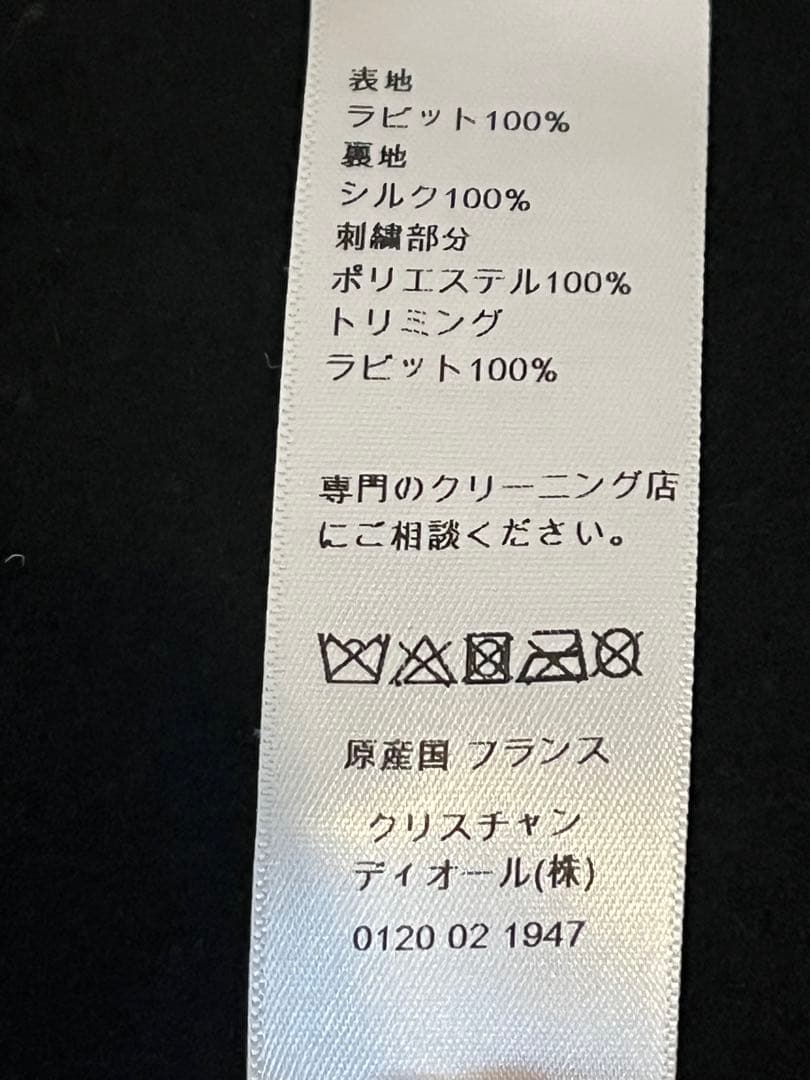 表地
ラビット100%
裏地
シルク100%
刺繍部分
ポリエステル100%
トリミング
ラビット100%
専門のクリーニング店
にご相談ください。
原産国 フランス
クリスチャン
ディオール(株)
0120 02 1947